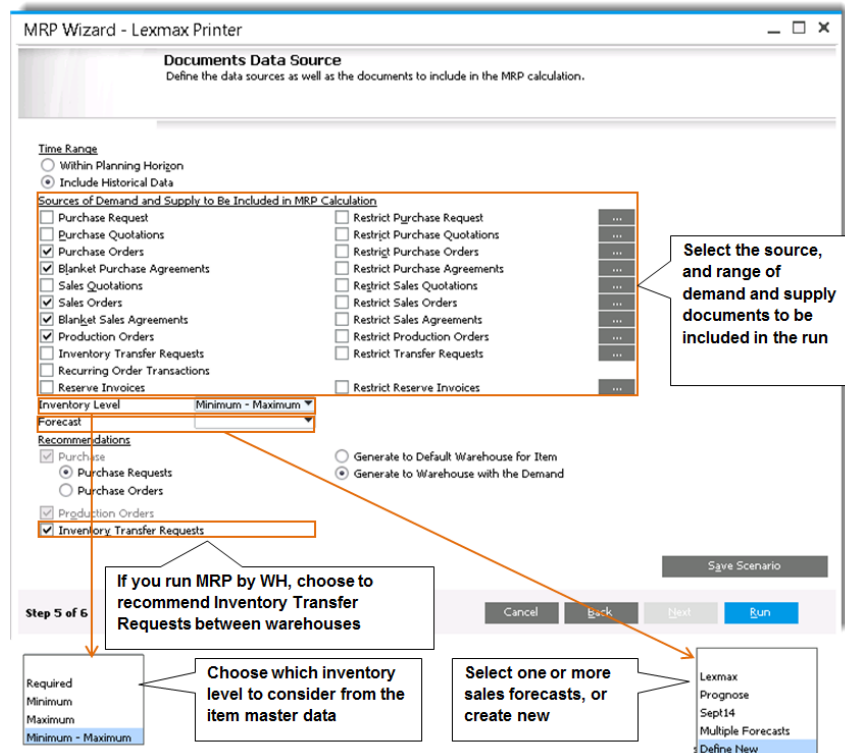 MRP Wizard - Lexmax Printer
Documents Data Source
Define the data sources as well as the documents to include in the MRP calculation.
Time Range
Within Planning Horizon
Include Historical Data
Sources of Demand and Supply to Be Included in MRP Calculation
Purchase Request Restrict Purchase Request ...
Purchase Quotations Restrict Purchase Quotations ...
Purchase Orders Restrict Purchase Orders ...
Blanket Purchase Agreements Restrict Purchase Agreements ...
Sales Quotations Restrict Sales Quotations ...
Sales Orders Restrict Sales Orders ...
Blanket Sales Agreements Restrict Sales Agreements ...
Production Orders Restrict Production Orders ...
Inventory Transfer Requests Restrict Transfer Requests ...
Recurring Order Transactions
Reserve Invoices Restrict Reserve Invoices ...
Select the source,
and range of
demand and supply
documents to be
included in the run
Inventory Level Minimum - Maximum
Forecast
Recommendations
Purchase Generate to Default Warehouse for Item
Purchase Requests Generate to Warehouse with the Demand
Purchase Orders
Production Orders
Inventory Transfer Requests
Save Scenario
If you run MRP by WH, choose to
recommend Inventory Transfer
Requests between warehouses
Step 5 of 6 Cancel Back Next Run
Required
Minimum
Maximum
Minimum - Maximum
Choose which inventory
level to consider from the
item master data
Select one or more
sales forecasts, or
create new
Lexmax
Prognose
Sept14
Multiple Forecasts
Define New